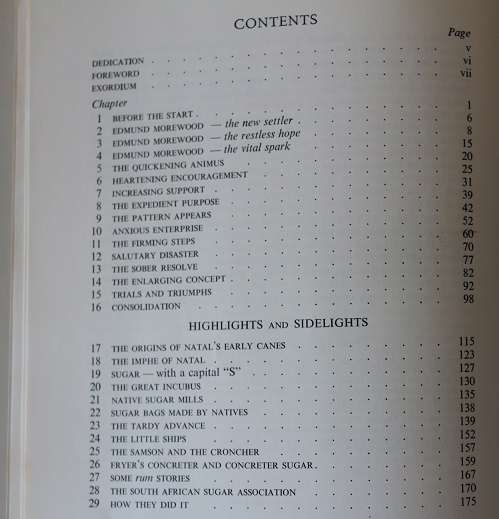 CONTENTS
Page
DEDICATION . . . v
FOREWORD . . . vi
EXORDIUM . . . vii
Chapter
1 BEFORE THE START . . . 1
2 EDMUND MOREWOOD — the new settler . . . 6
3 EDMUND MOREWOOD — the restless hope . . . 8
4 EDMUND MOREWOOD — the vital spark . . . 15
5 THE QUICKENING ANIMUS . . . 20
6 HEARTENING ENCOURAGEMENT . . . 25
7 INCREASING SUPPORT . . . 31
8 THE EXPEDIENT PURPOSE . . . 39
9 THE PATTERN APPEARS . . . 42
10 ANXIOUS ENTERPRISE . . . 52
11 THE FIRMING STEPS . . . 60
12 SALUTARY DISASTER . . . 70
13 THE SOBER RESOLVE . . . 77
14 THE ENLARGING CONCEPT . . . 82
15 TRIALS AND TRIUMPHS . . . 92
16 CONSOLIDATION . . . 98
HIGHLIGHTS AND SIDELIGHTS
17 THE ORIGINS OF NATAL'S EARLY CANES . . . 115
18 THE IMPHE OF NATAL . . . 123
19 SUGAR — with a capital "S" . . . 127
20 THE GREAT INCUBUS . . . 130
21 NATIVE SUGAR MILLS . . . 135
22 SUGAR BAGS MADE BY NATIVES . . . 138
23 THE TARDY ADVANCE . . . 139
24 THE LITTLE SHIPS . . . 152
25 THE SAMSON AND THE CRONCHER . . . 157
26 FRYER'S CONCRETER AND CONCRETER SUGAR . . . 159
27 SOME rum STORIES . . . 167
28 THE SOUTH AFRICAN SUGAR ASSOCIATION . . . 170
29 HOW THEY DID IT . . . 175